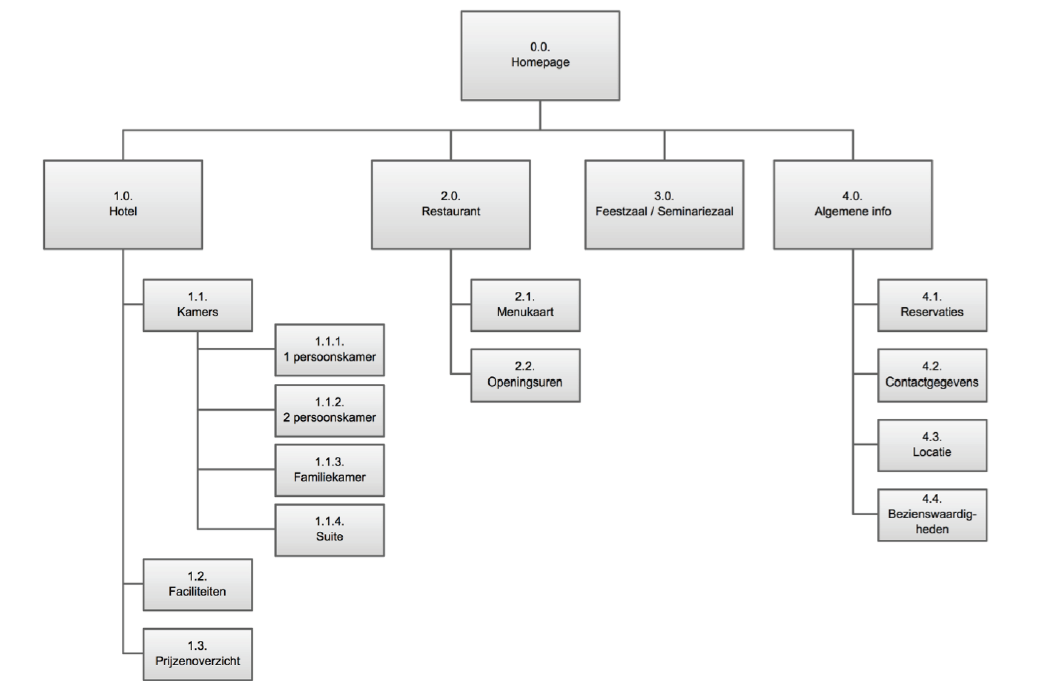 0.0.
Homepage
1.0.
Hotel
2.0.
Restaurant
3.0.
Feestzaal / Seminariezaal
4.0.
Algemene info
1.1.
Kamers
1.1.1.
1 persoonskamer
1.1.2.
2 persoonskamer
1.1.3.
Familiekamer
1.1.4.
Suite
1.2.
Faciliteiten
1.3.
Prijzenoverzicht
2.1.
Menukaart
2.2.
Openingsuren
4.1.
Reservaties
4.2.
Contactgegevens
4.3.
Locatie
4.4.
Bezienswaardig-
heden